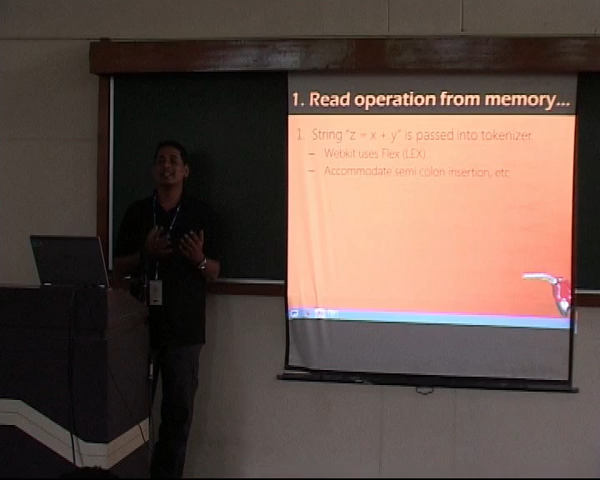 1. Read operation from memory...
1. String "z = x + y" is passed into tokenizer
– Webkit uses Flex (LEX)
– Accommodate semi colon insertion, etc